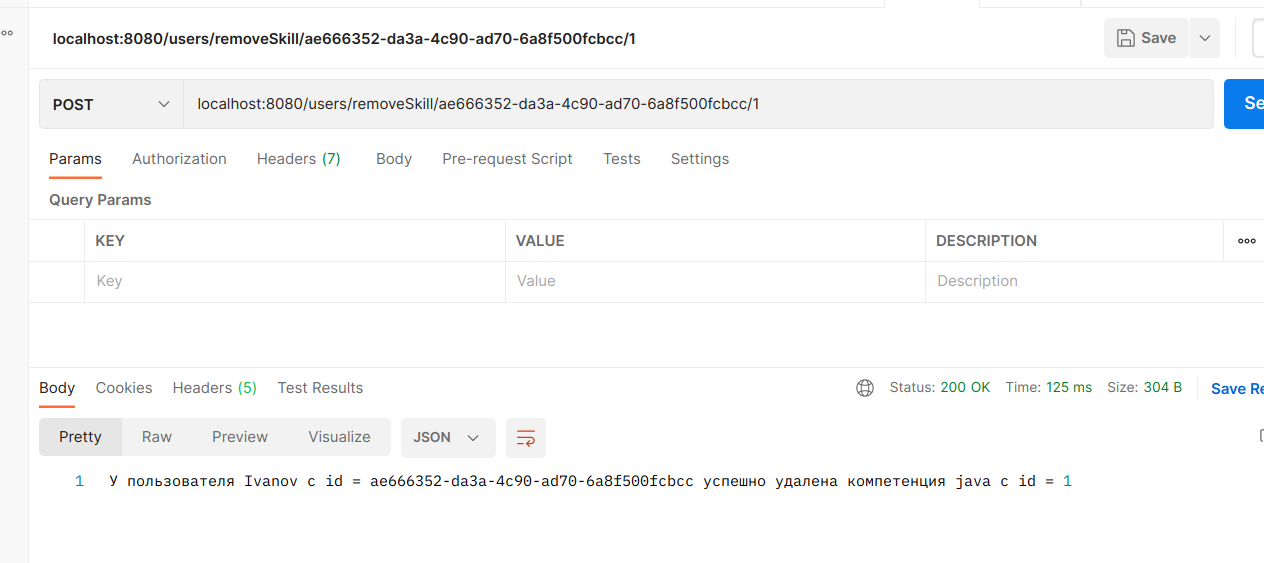 localhost:8080/users/removeSkill/ae666352-da3a-4c90-ad70-6a8f500fcbcc/1 Save
POST localhost:8080/users/removeSkill/ae666352-da3a-4c90-ad70-6a8f500fcbcc/1 Se
Params Authorization Headers (7) Body Pre-request Script Tests Settings
Query Params
KEY VALUE DESCRIPTION
Key Value Description
Body Cookies Headers (5) Test Results Status: 200 OK Time: 125 ms Size: 304 B Save Re
Pretty Raw Preview Visualize JSON
1 У пользователя Ivanov с id = ae666352-da3a-4c90-ad70-6a8f500fcbcc успешно удалена компетенция java с id = 1